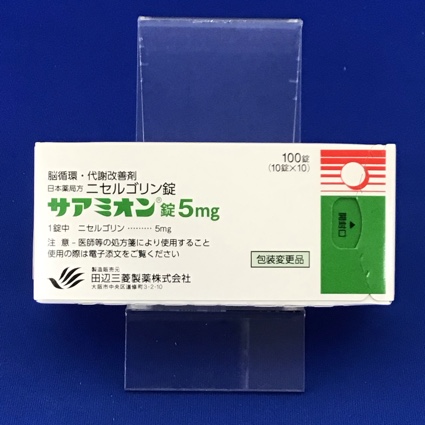 脳循環・代謝改善剤
日本薬局方 ニセルゴリン錠
サアミオン®錠5mg
1錠中 ニセルゴリン ……… 5mg
注 意-医師等の処方箋により使用すること
使用の際は電子添文をご覧ください
製造販売元
田辺三菱製薬株式会社
大阪市中央区道修町3-2-10
100錠
(10錠×10)
開封口
包装変更品